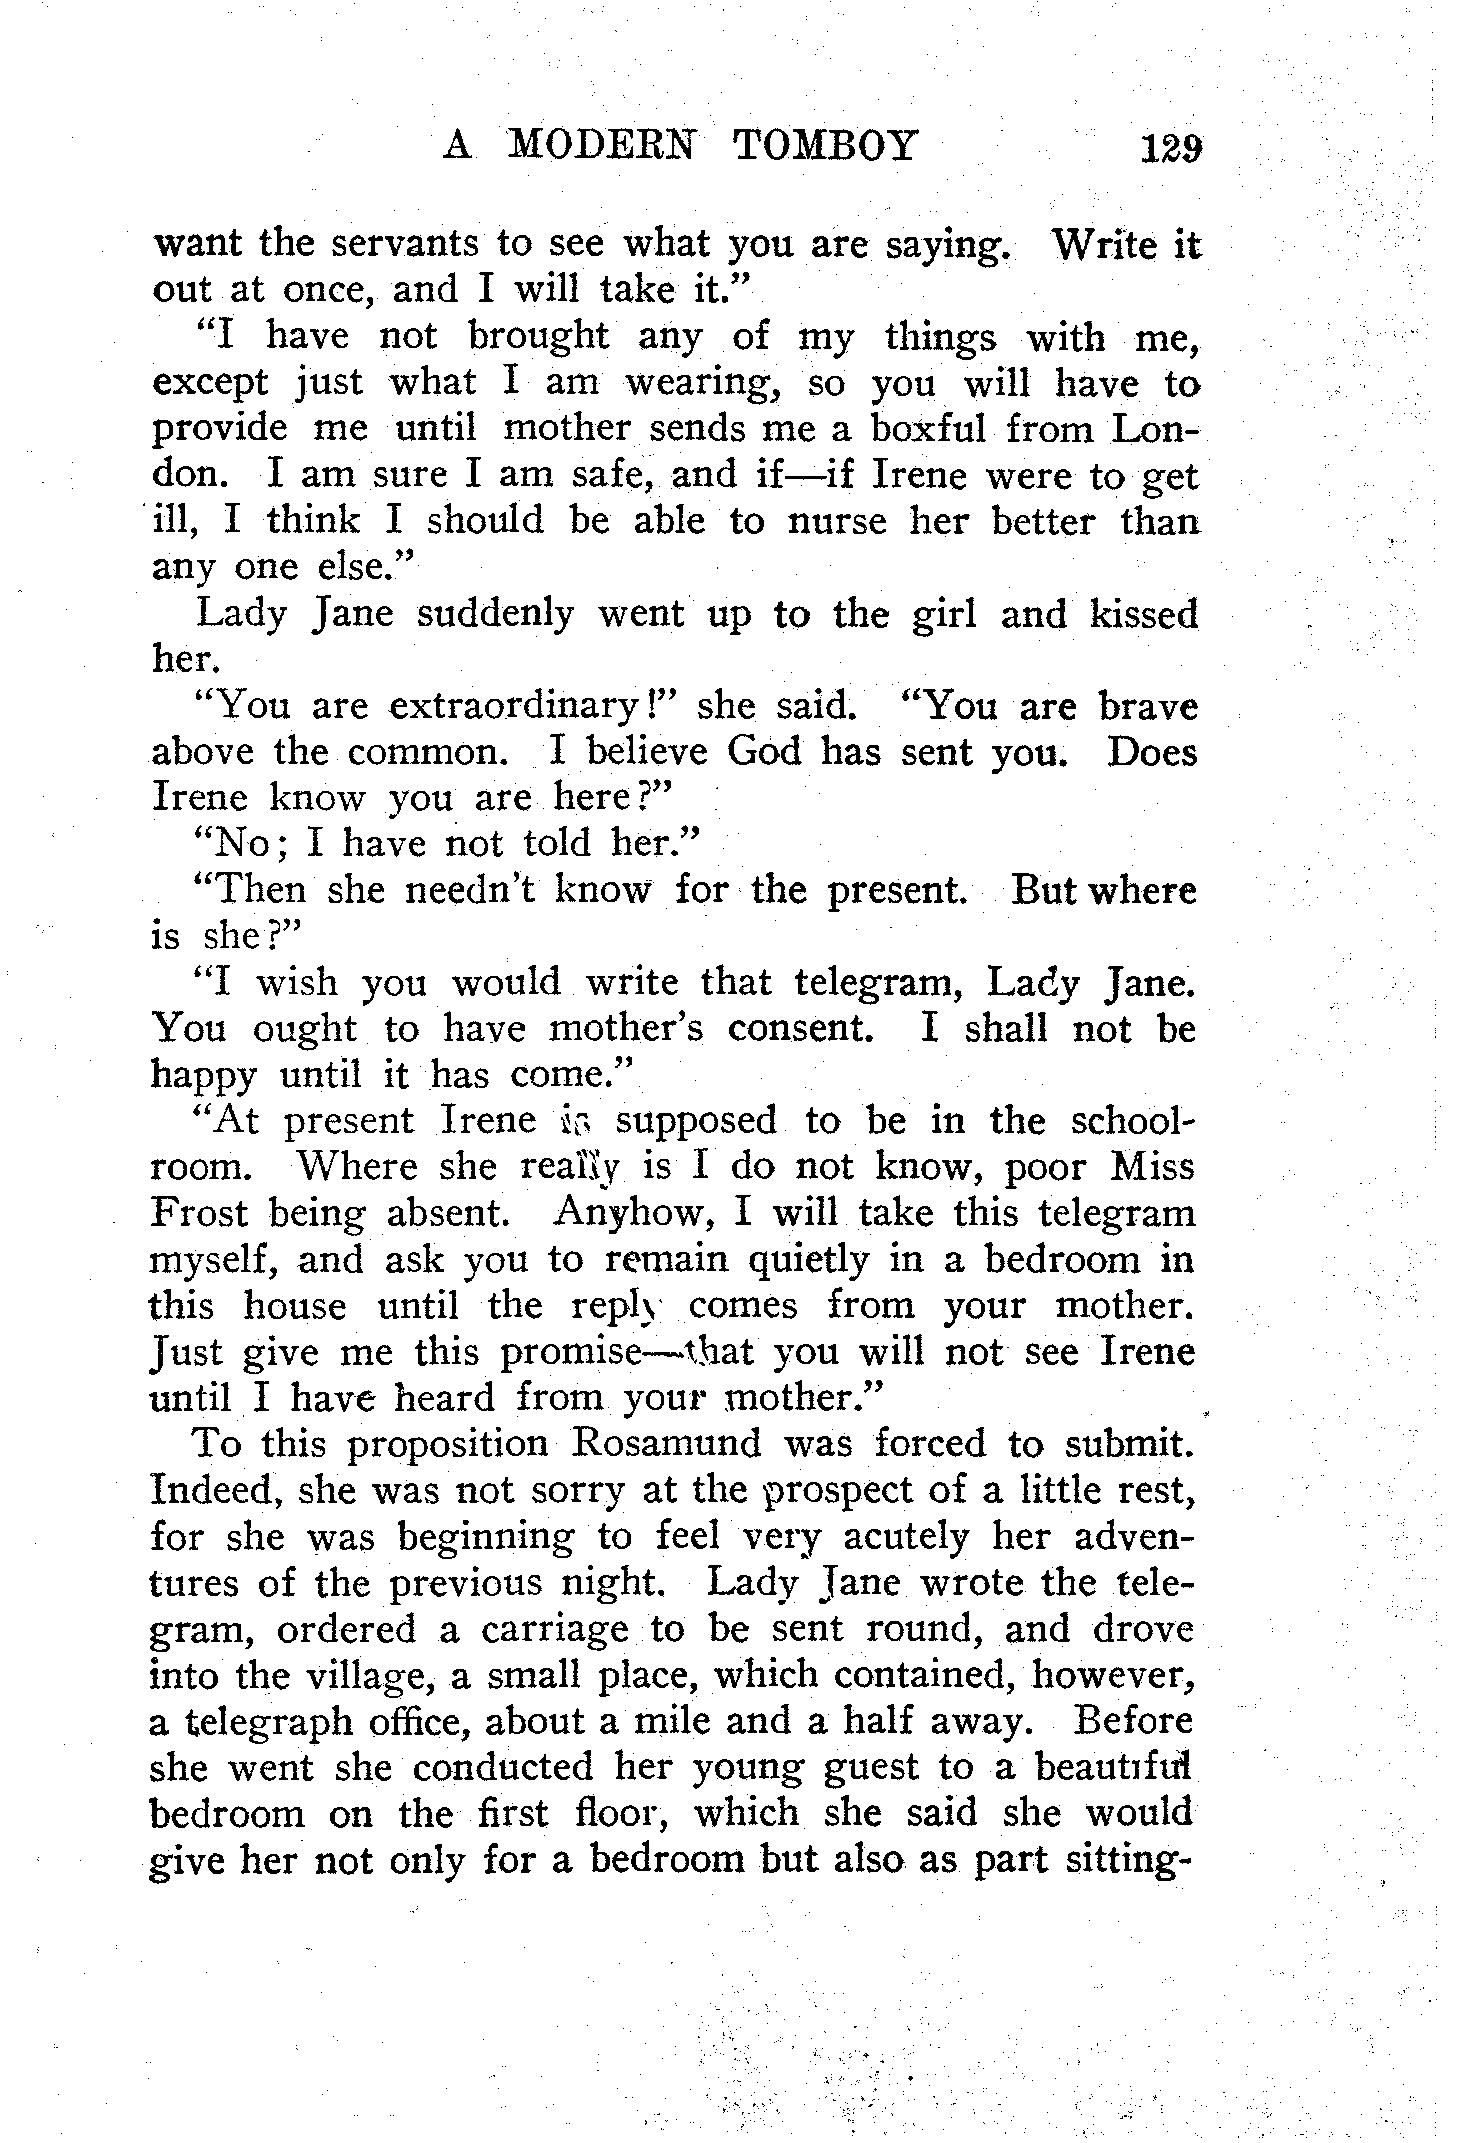 A MODERN TOMBOY 129
want the servants to see what you are saying. Write it
out at once, and I will take it.”
“I have not brought any of my things with me,
except just what I am wearing, so you will have to
provide me until mother sends me a boxful from Lon-
don. I am sure I am safe, and if—if Irene were to get
ill, I think I should be able to nurse her better than
any one else.”
Lady Jane suddenly went up to the girl and kissed
her.
“You are extraordinary!” she said. “You are brave
above the common. I believe God has sent you. Does
Irene know you are here?”
“No; I have not told her.”
“Then she needn’t know for the present. But where
is she?”
“I wish you would write that telegram, Lady Jane.
You ought to have mother’s consent. I shall not be
happy until it has come.”
“At present Irene is supposed to be in the school-
room. Where she really is I do not know, poor Miss
Frost being absent. Anyhow, I will take this telegram
myself, and ask you to remain quietly in a bedroom in
this house until the reply comes from your mother.
Just give me this promise—that you will not see Irene
until I have heard from your mother.”
To this proposition Rosamund was forced to submit.
Indeed, she was not sorry at the prospect of a little rest,
for she was beginning to feel very acutely her adven-
tures of the previous night. Lady Jane wrote the tele-
gram, ordered a carriage to be sent round, and drove
into the village, a small place, which contained, however,
a telegraph office, about a mile and a half away. Before
she went she conducted her young guest to a beautiful
bedroom on the first floor, which she said she would
give her not only for a bedroom but also as part sitting-